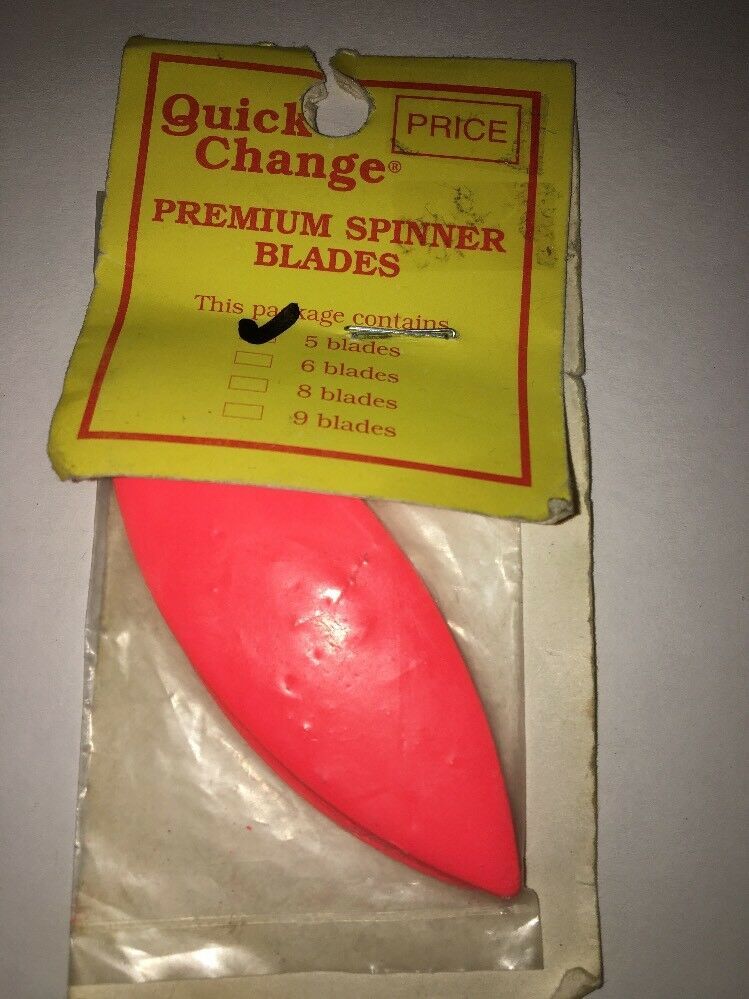 Quick
Change®
PRICE
PREMIUM SPINNER
BLADES
This package contains
5 blades
6 blades
8 blades
9 blades